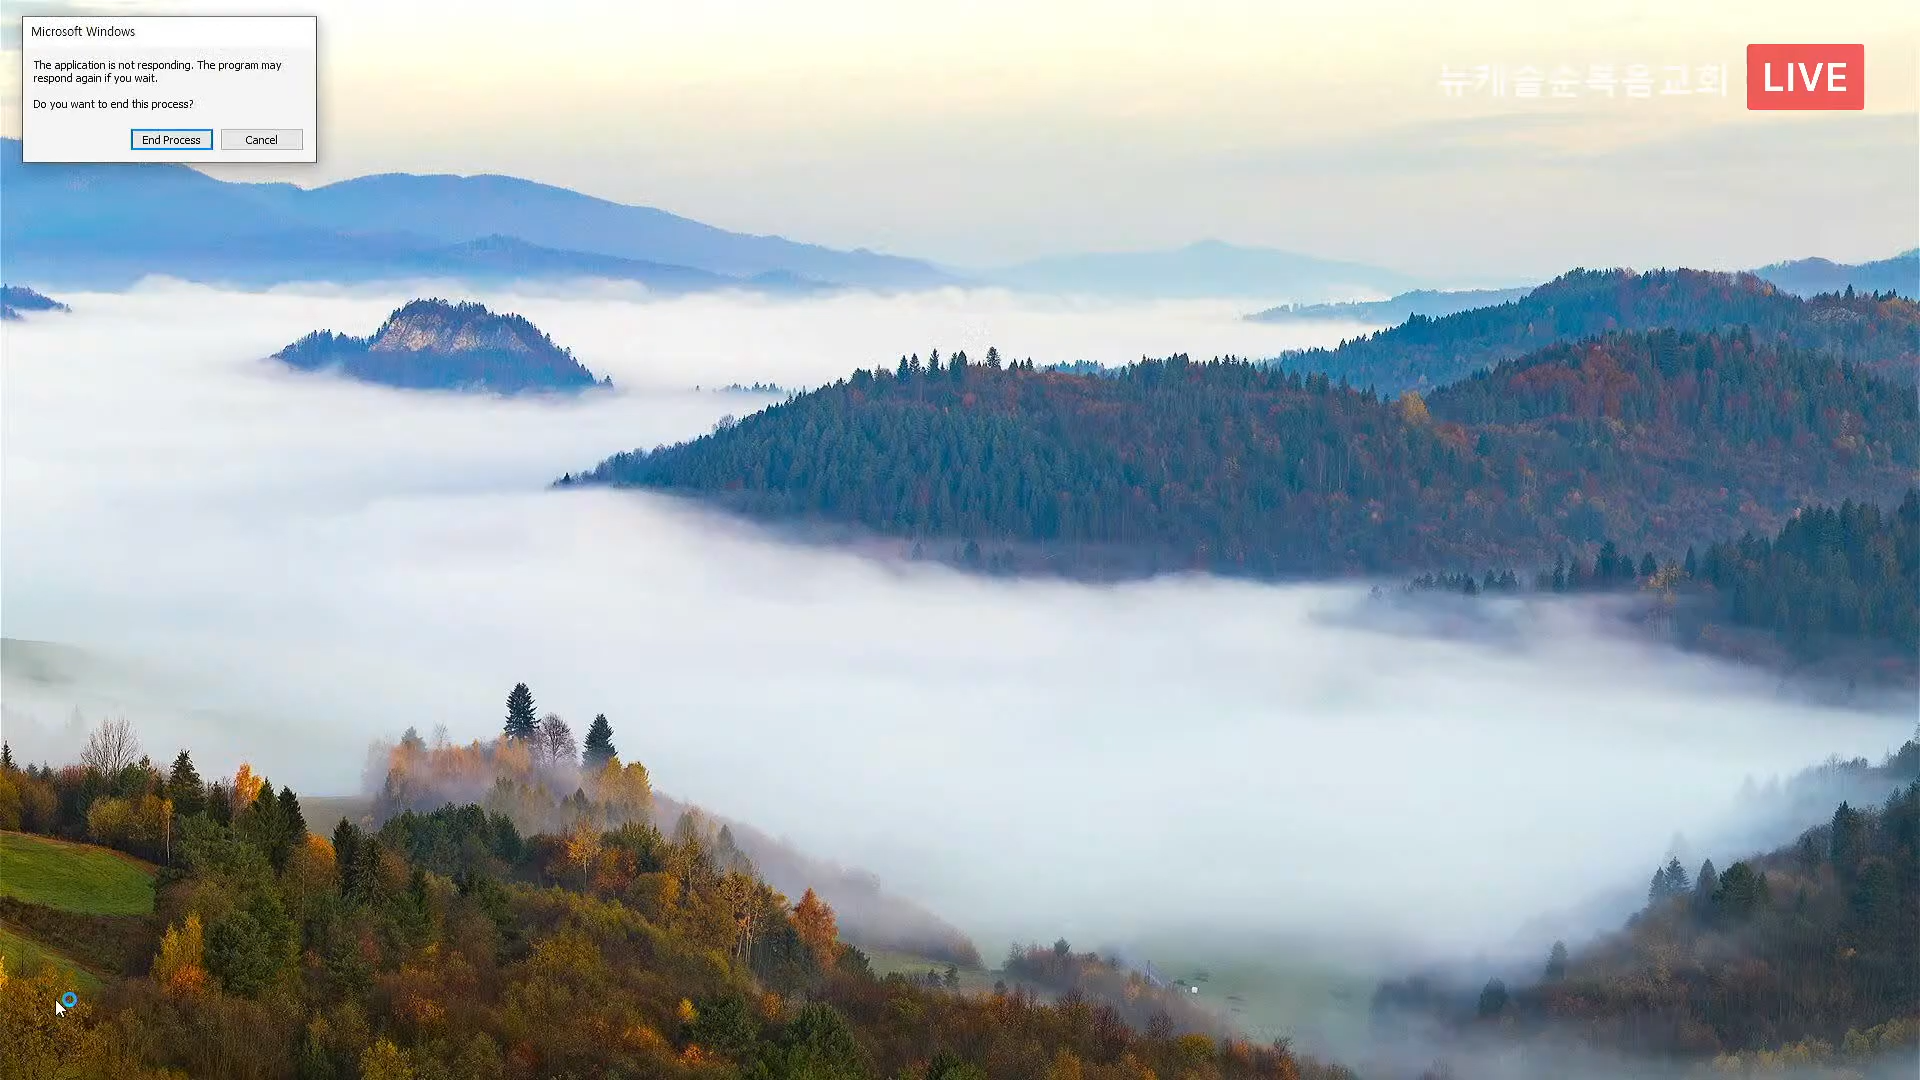 Microsoft Windows
The application is not responding. The program may
respond again if you wait.
Do you want to end this process?
End Process
Cancel
뉴캐슬순복음교회
LIVE